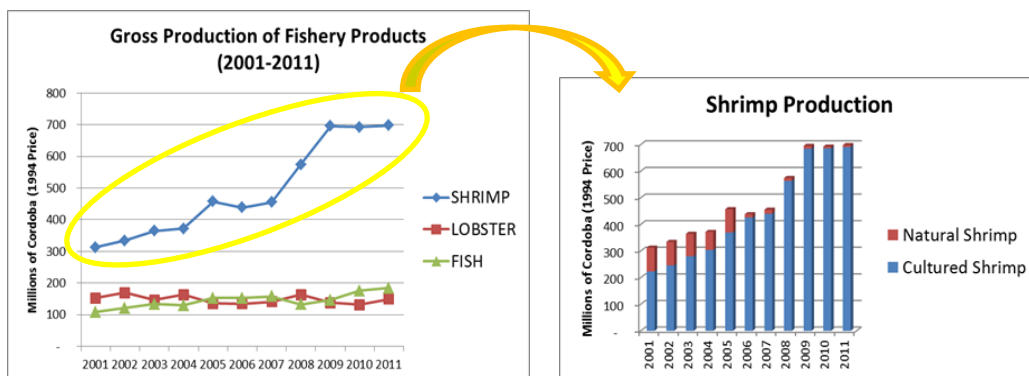 Gross Production of Fishery Products
(2001-2011)
Millions of Cordoba (1994 Price)
800
700
600
500
400
300
200
100
-
2001 2002 2003 2004 2005 2006 2007 2008 2009 2010 2011
SHRIMP
LOBSTER
FISH
Shrimp Production
Millions of Cordoba (1994 Price)
700
600
500
400
300
200
100
-
2001
2002
2003
2004
2005
2006
2007
2008
2009
2010
2011
Natural Shrimp
Cultured Shrimp